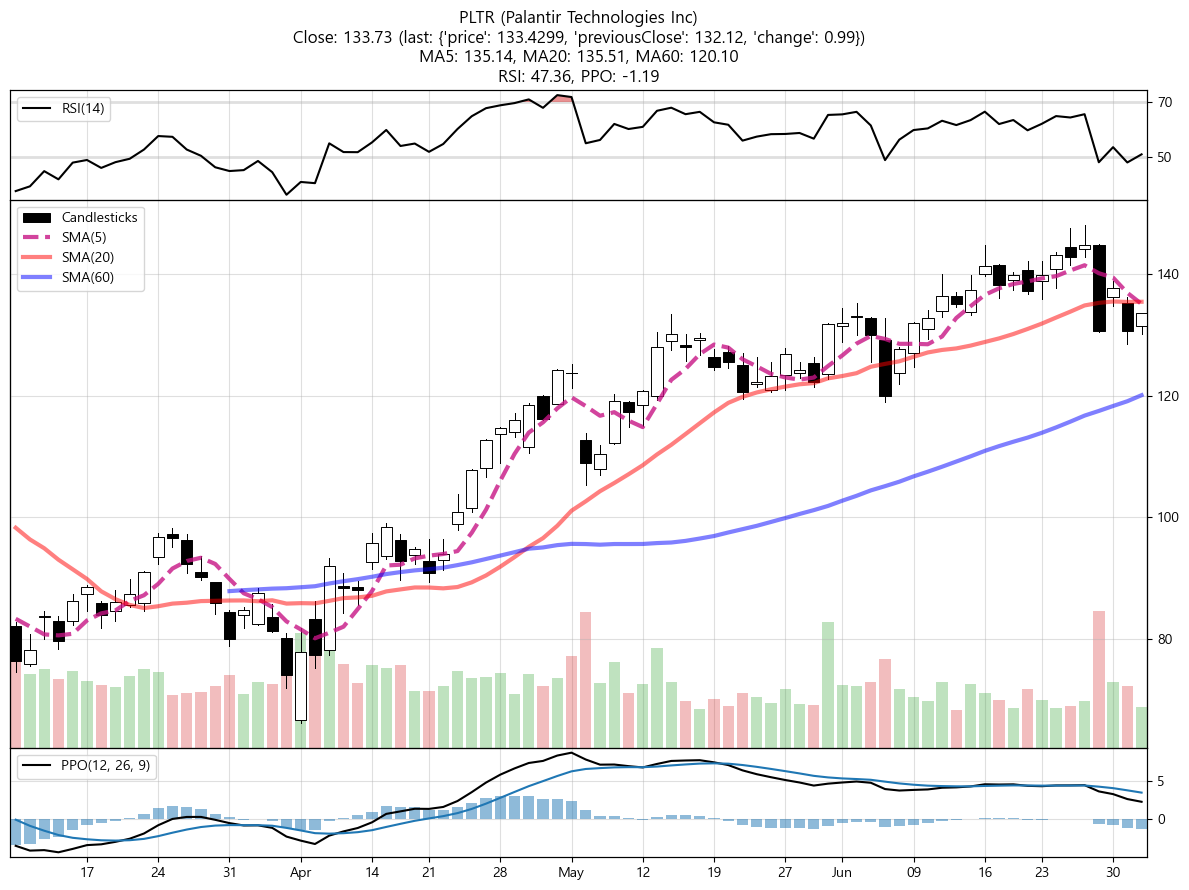 PLTR (Palantir Technologies Inc)
Close: 133.73 (last: {'price': 133.4299, 'previousClose': 132.12, 'change': 0.99})
MA5: 135.14, MA20: 135.51, MA60: 120.10
RSI: 47.36, PPO: -1.19
RSI(14)
70
50
Candlesticks
SMA(5)
SMA(20)
SMA(60)
140
120
100
80
PPO(12, 26, 9)
5
0
17 24 31 Apr 14 21 28 May 12 19 27 Jun 09 16 23 30